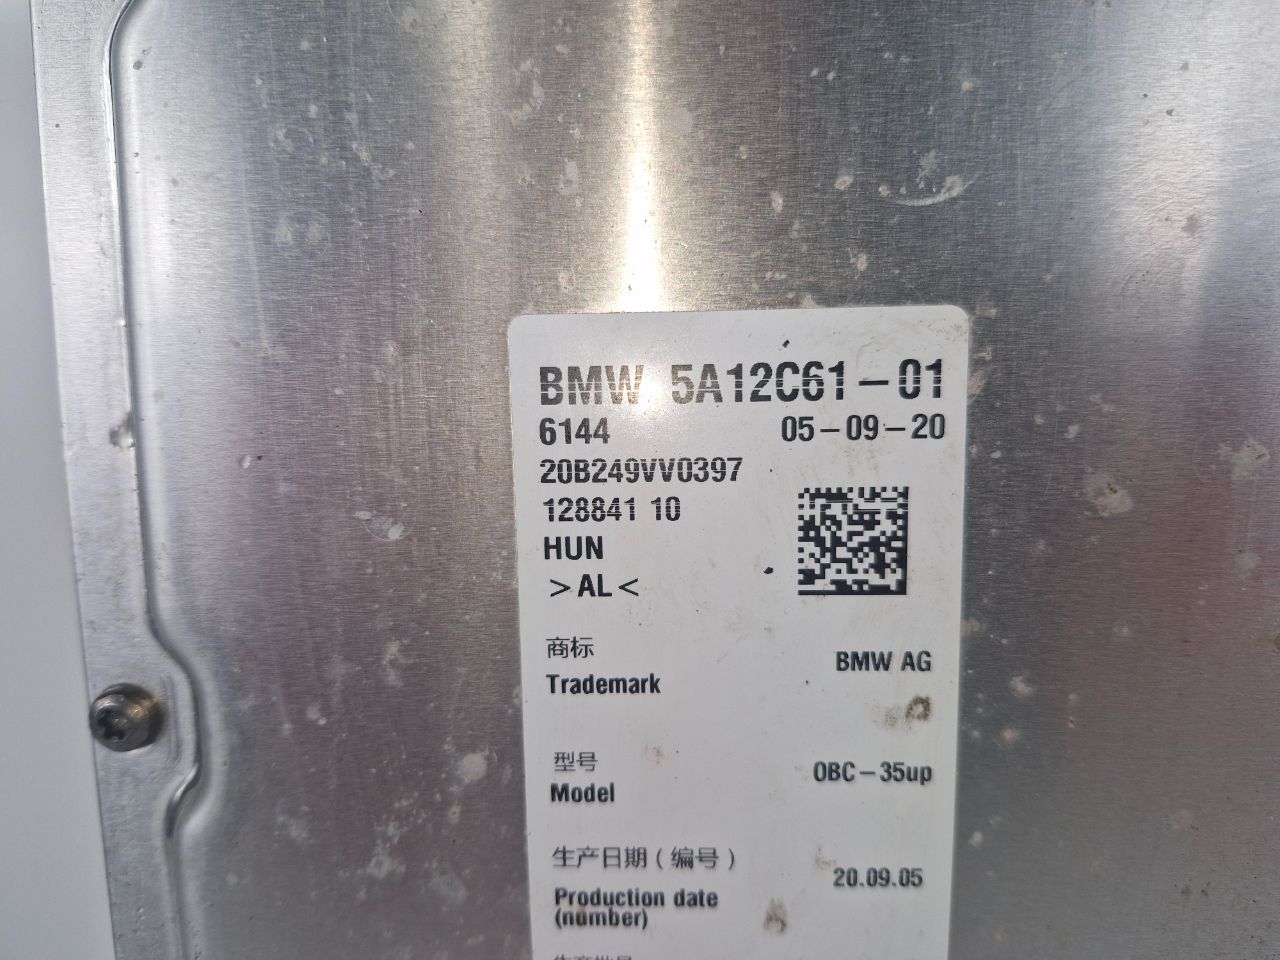 BMW 5A12C61-01
6144 05-09-20
20B249VV0397
128841 10
HUN
>AL<
商标
Trademark BMW AG
型号
Model OBC-35up
生产日期(编号)
Production date
(number) 20.09.05